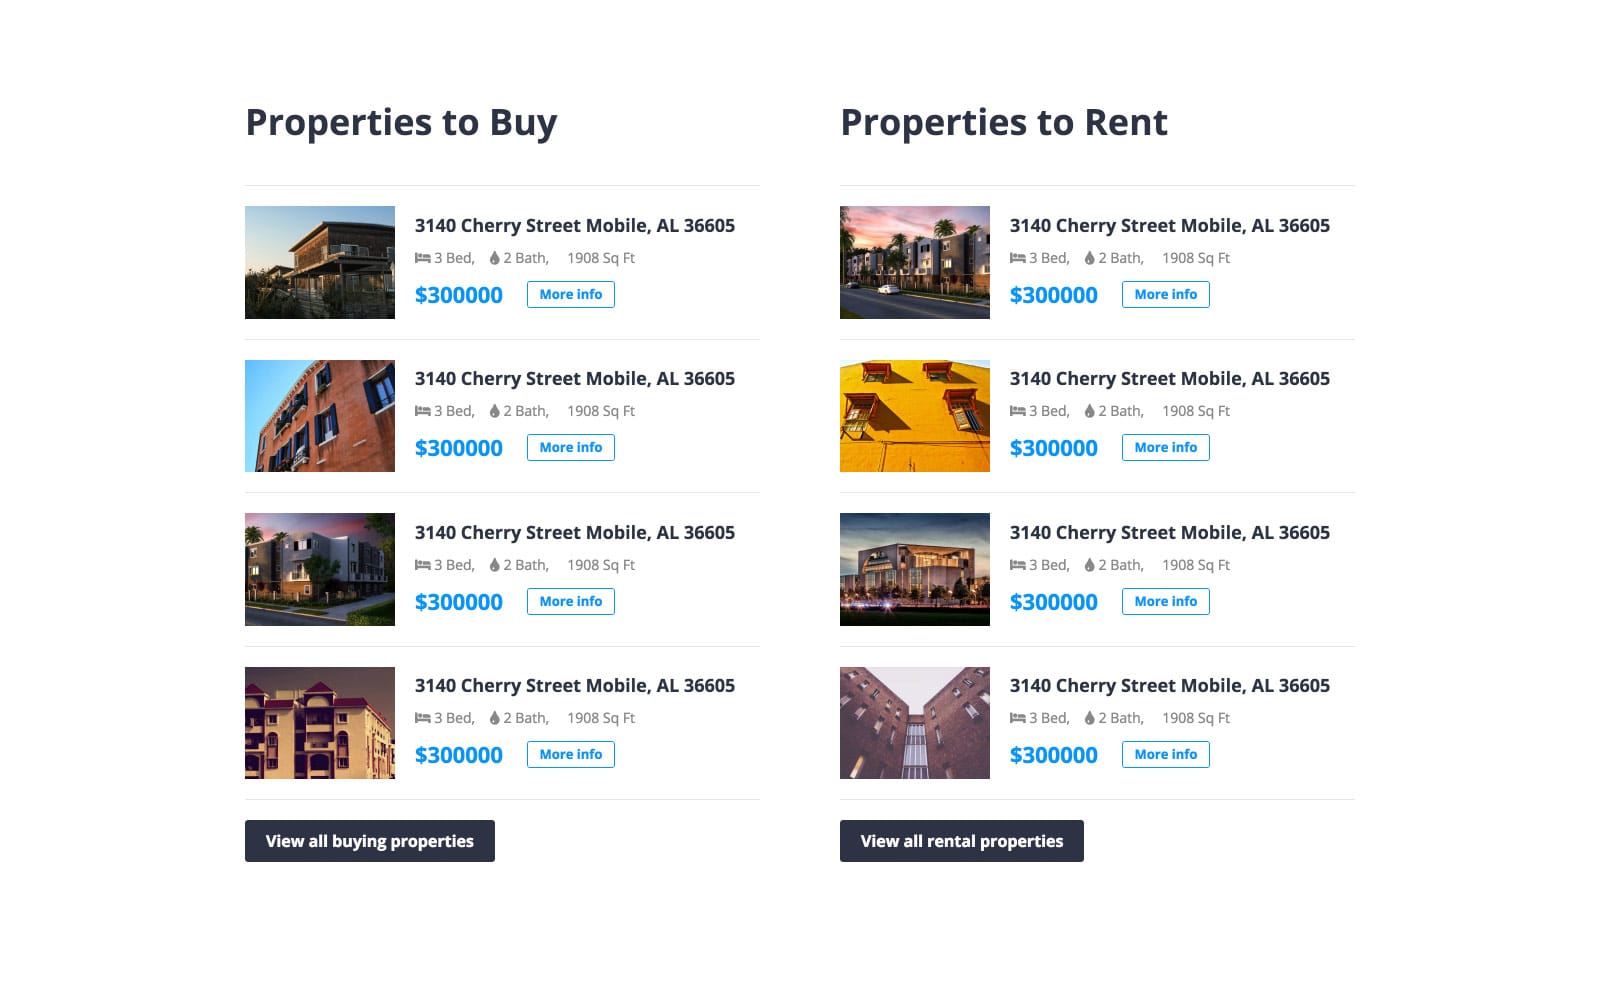 Properties to Buy
3140 Cherry Street Mobile, AL 36605
3 Bed, 2 Bath, 1908 Sq Ft
$300000 More info
3140 Cherry Street Mobile, AL 36605
3 Bed, 2 Bath, 1908 Sq Ft
$300000 More info
3140 Cherry Street Mobile, AL 36605
3 Bed, 2 Bath, 1908 Sq Ft
$300000 More info
3140 Cherry Street Mobile, AL 36605
3 Bed, 2 Bath, 1908 Sq Ft
$300000 More info
View all buying properties
Properties to Rent
3140 Cherry Street Mobile, AL 36605
3 Bed, 2 Bath, 1908 Sq Ft
$300000 More info
3140 Cherry Street Mobile, AL 36605
3 Bed, 2 Bath, 1908 Sq Ft
$300000 More info
3140 Cherry Street Mobile, AL 36605
3 Bed, 2 Bath, 1908 Sq Ft
$300000 More info
3140 Cherry Street Mobile, AL 36605
3 Bed, 2 Bath, 1908 Sq Ft
$300000 More info
View all rental properties